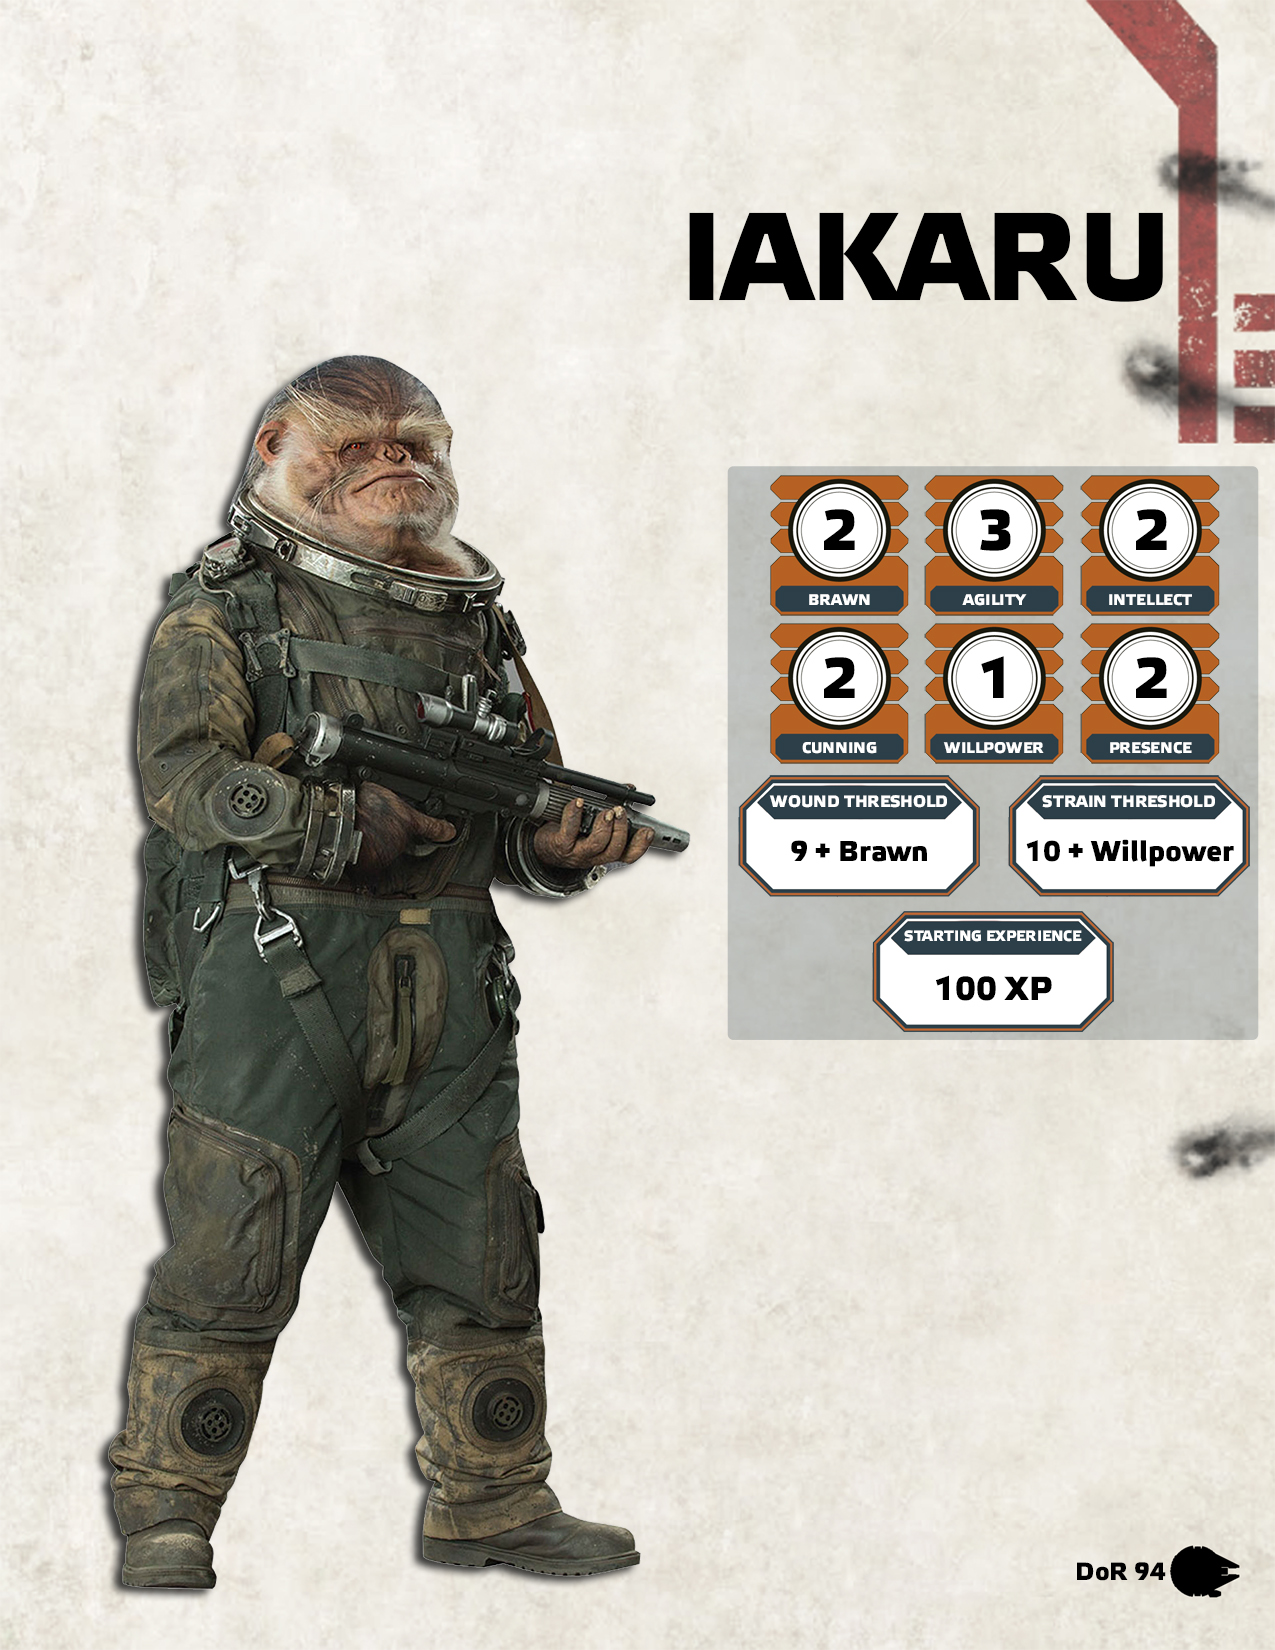 IAKARU
2 3 2
BRAWN AGILITY INTELLECT
2 1 2
CUNNING WILLPOWER PRESENCE
WOUND THRESHOLD STRAIN THRESHOLD
9 + Brawn 10 + Willpower
STARTING EXPERIENCE
100 XP
DoR 94